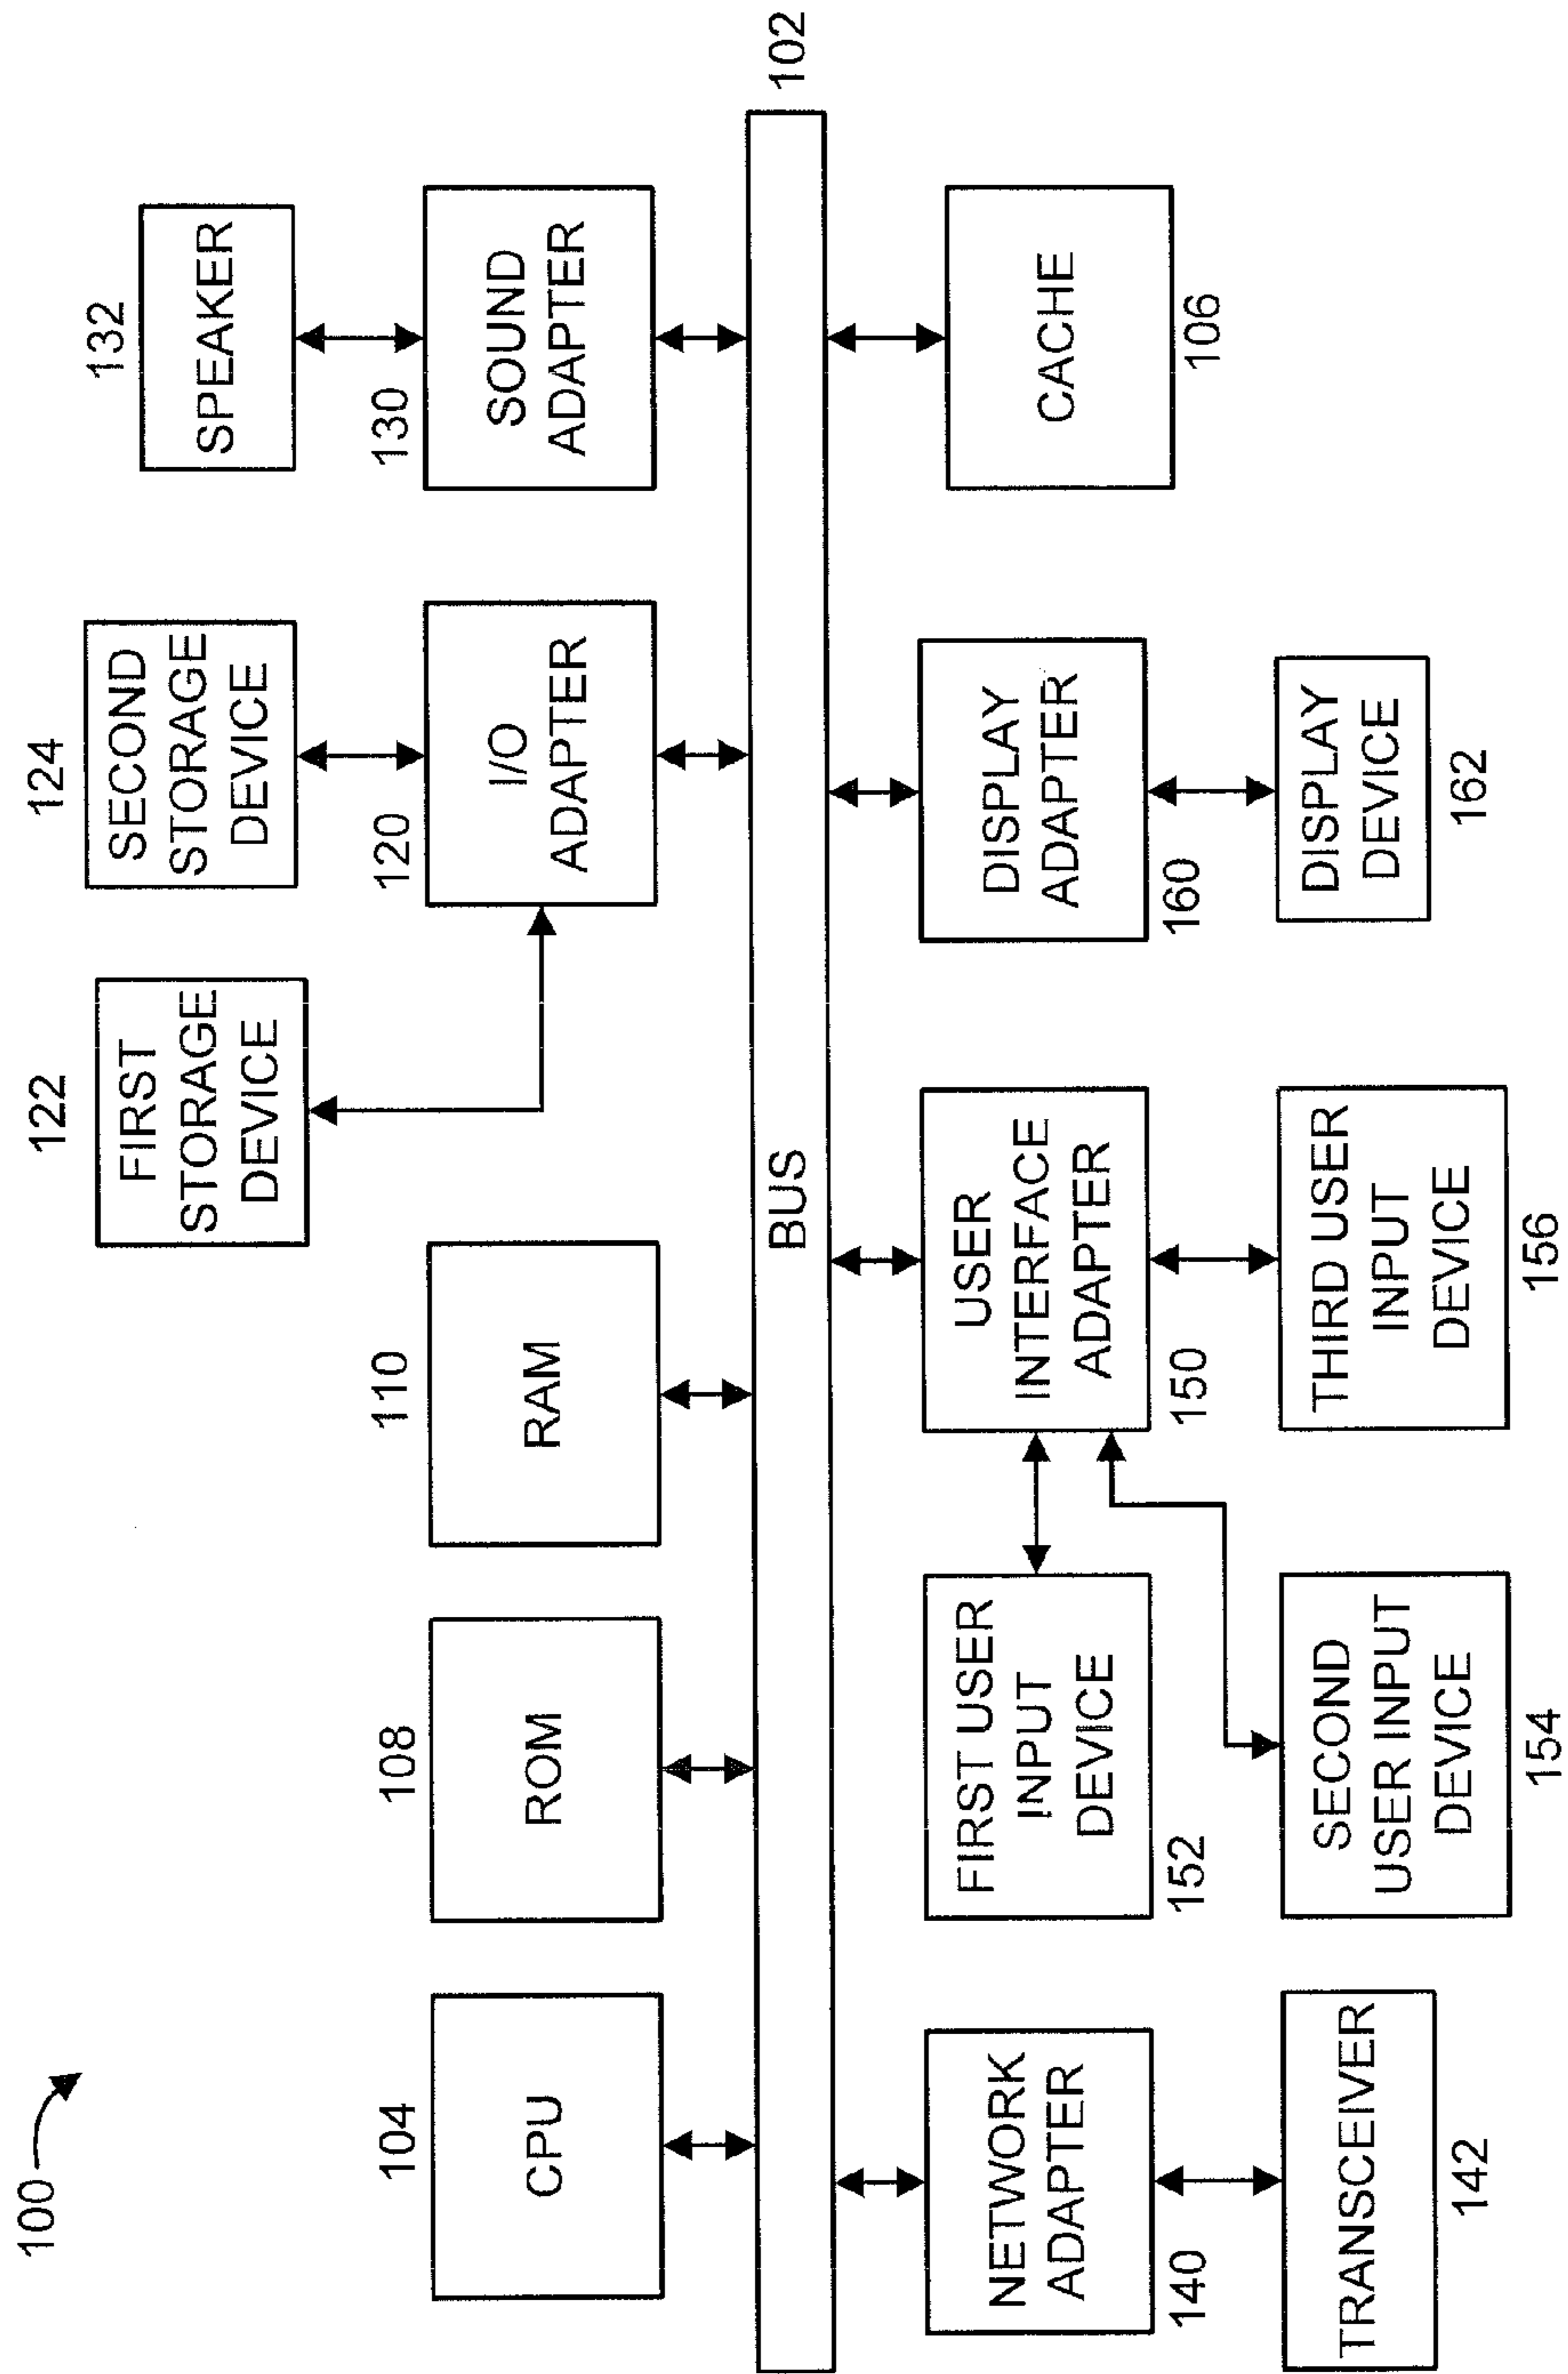 100
122
124
132
FIRST
STORAGE
DEVICE
SECOND
STORAGE
DEVICE
SPEAKER
104
108
110
120
130
CPU
ROM
RAM
I/O
ADAPTER
SOUND
ADAPTER
BUS
102
NETWORK
ADAPTER
FIRST USER
INPUT
DEVICE
USER
INTERFACE
ADAPTER
DISPLAY
ADAPTER
CACHE
140
152
150
160
106
TRANSCEIVER
SECOND
USER INPUT
DEVICE
THIRD USER
INPUT
DEVICE
DISPLAY
DEVICE
142
154
156
162